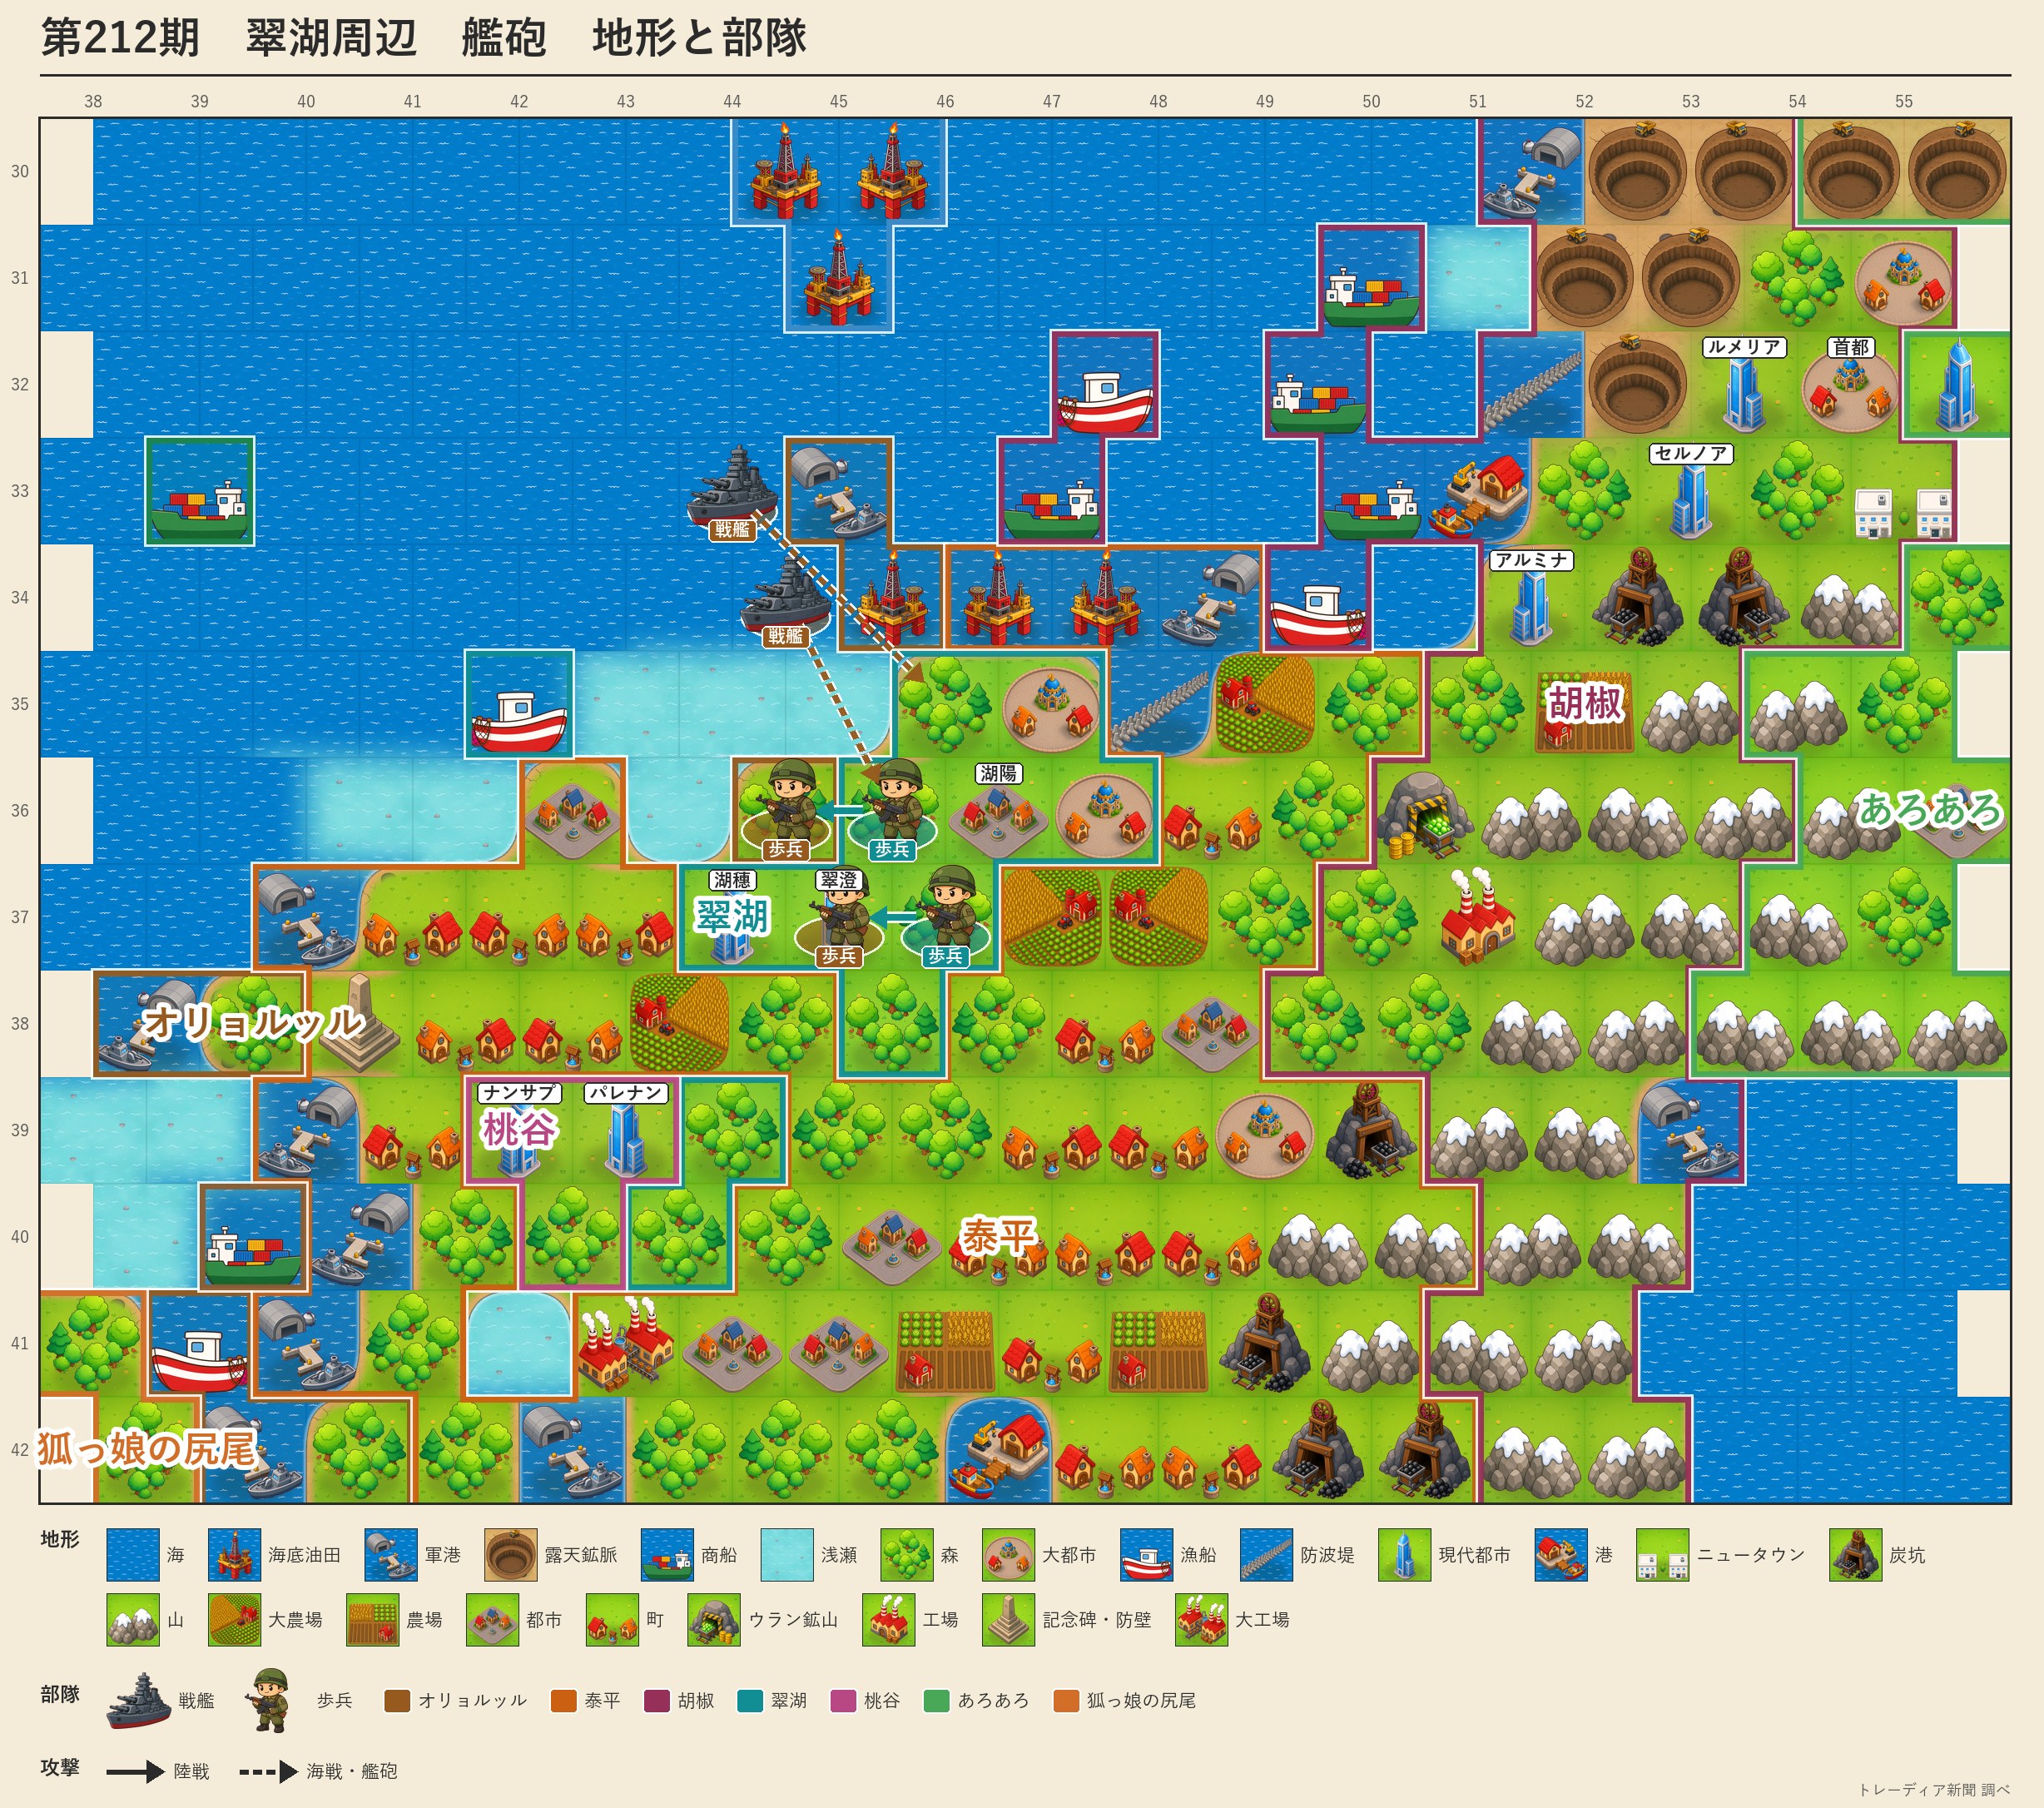 第212期　翠湖周辺　艦砲　地形と部隊
38 39 40 41 42 43 44 45 46 47 48 49 50 51 52 53 54 55
30
31
32
ルメリア 首都
33
セルノア
戦艦
34
アルミナ
戦艦
35
胡椒
36
湖陽
あろあろ
歩兵 歩兵
37
湖穂 翠澄
翠湖
歩兵 歩兵
38
オリョルッル
39
ナンサプ パレナン
桃谷
40
泰平
41
42
狐っ娘の尻尾
地形 海 海底油田 軍港 露天鉱脈 商船 浅瀬 森 大都市 漁船 防波堤 現代都市 港 ニュータウン 炭坑
山 大農場 農場 都市 町 ウラン鉱山 工場 記念碑・防壁 大工場
部隊 戦艦 歩兵 オリョルッル 泰平 胡椒 翠湖 桃谷 あろあろ 狐っ娘の尻尾
攻撃 陸戦 海戦・艦砲
トレーディア新聞 調べ